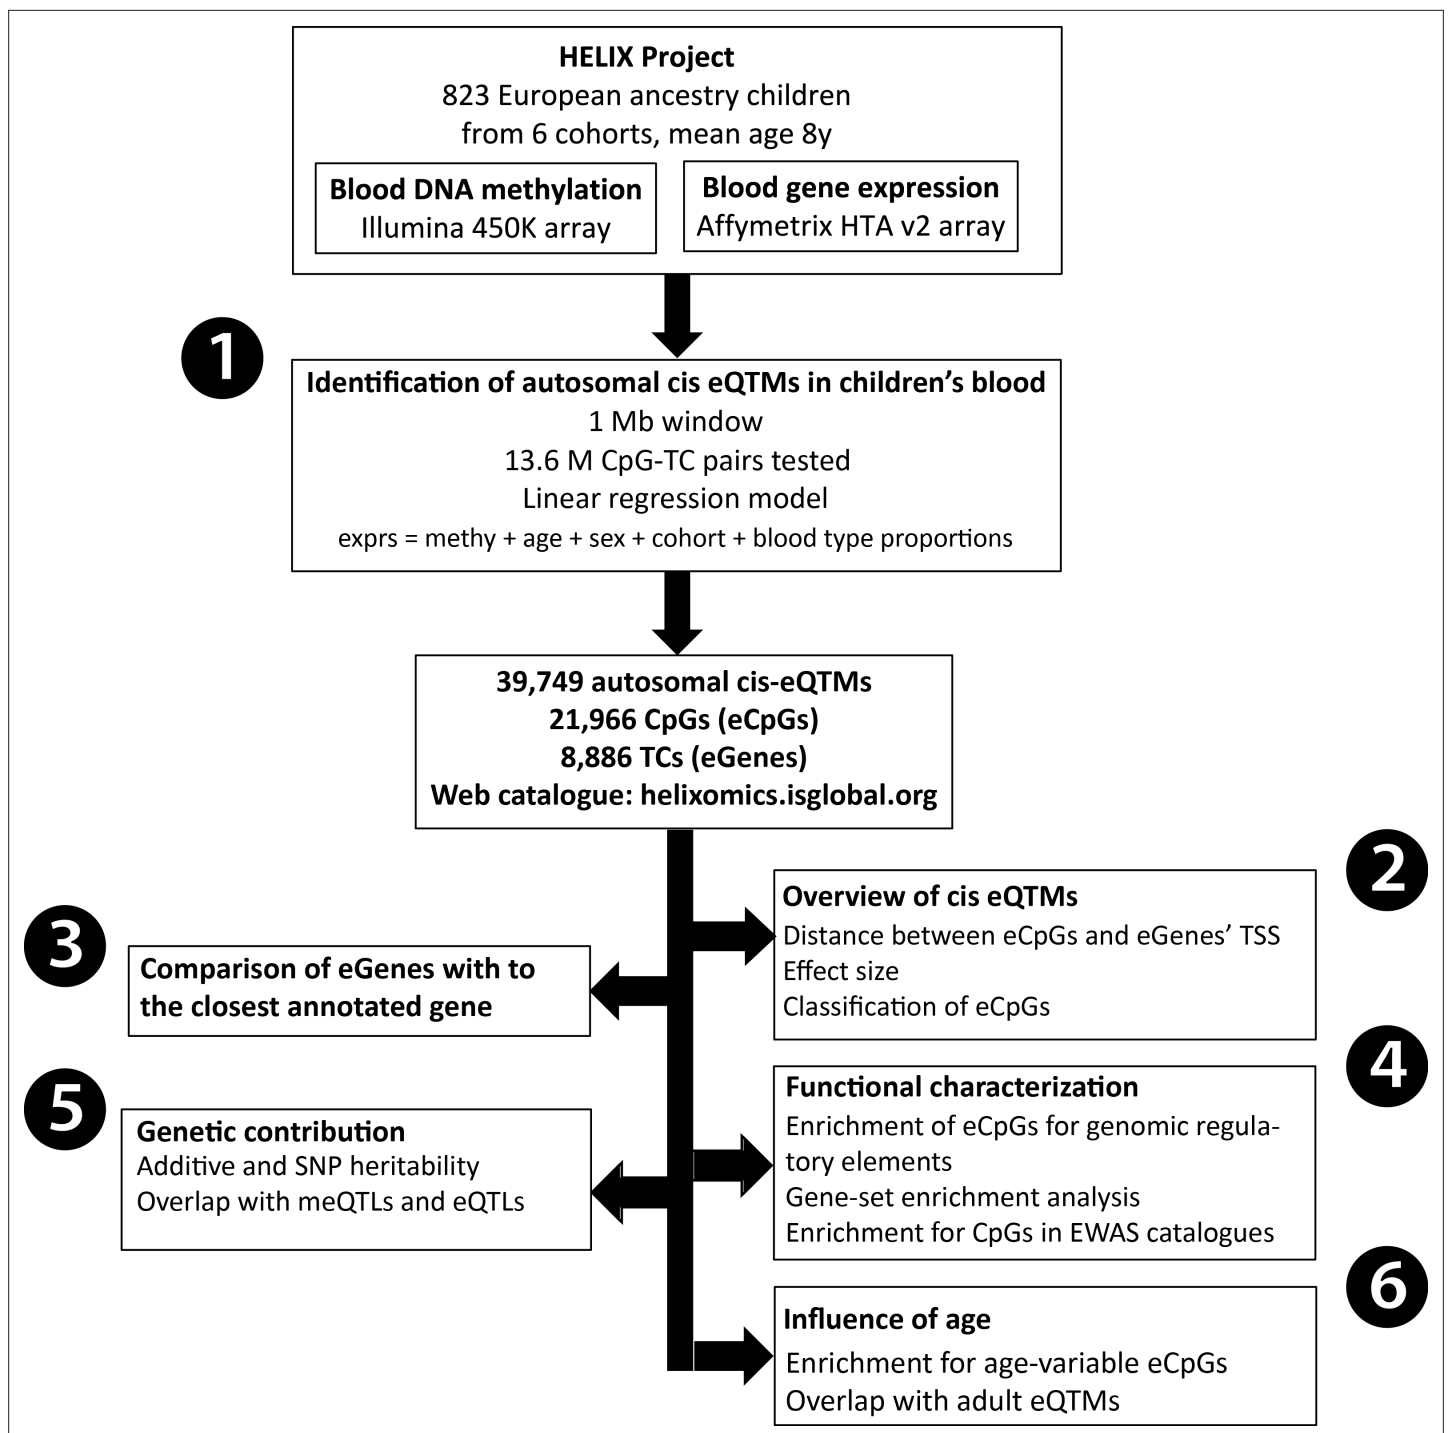 HELIX Project
823 European ancestry children
from 6 cohorts, mean age 8y
Blood DNA methylation
Illumina 450K array
Blood gene expression
Affymetrix HTA v2 array
1
Identification of autosomal cis eQTMs in children’s blood
1 Mb window
13.6 M CpG-TC pairs tested
Linear regression model
exprs = methy + age + sex + cohort + blood type proportions
39,749 autosomal cis-eQTMs
21,966 CpGs (eCpGs)
8,886 TCs (eGenes)
Web catalogue: helixomics.isglobal.org
2
Overview of cis eQTMs
Distance between eCpGs and eGenes’ TSS
Effect size
Classification of eCpGs
3
Comparison of eGenes with to
the closest annotated gene
4
Functional characterization
Enrichment of eCpGs for genomic regula-
tory elements
Gene-set enrichment analysis
Enrichment for CpGs in EWAS catalogues
5
Genetic contribution
Additive and SNP heritability
Overlap with meQTLs and eQTLs
6
Influence of age
Enrichment for age-variable eCpGs
Overlap with adult eQTMs